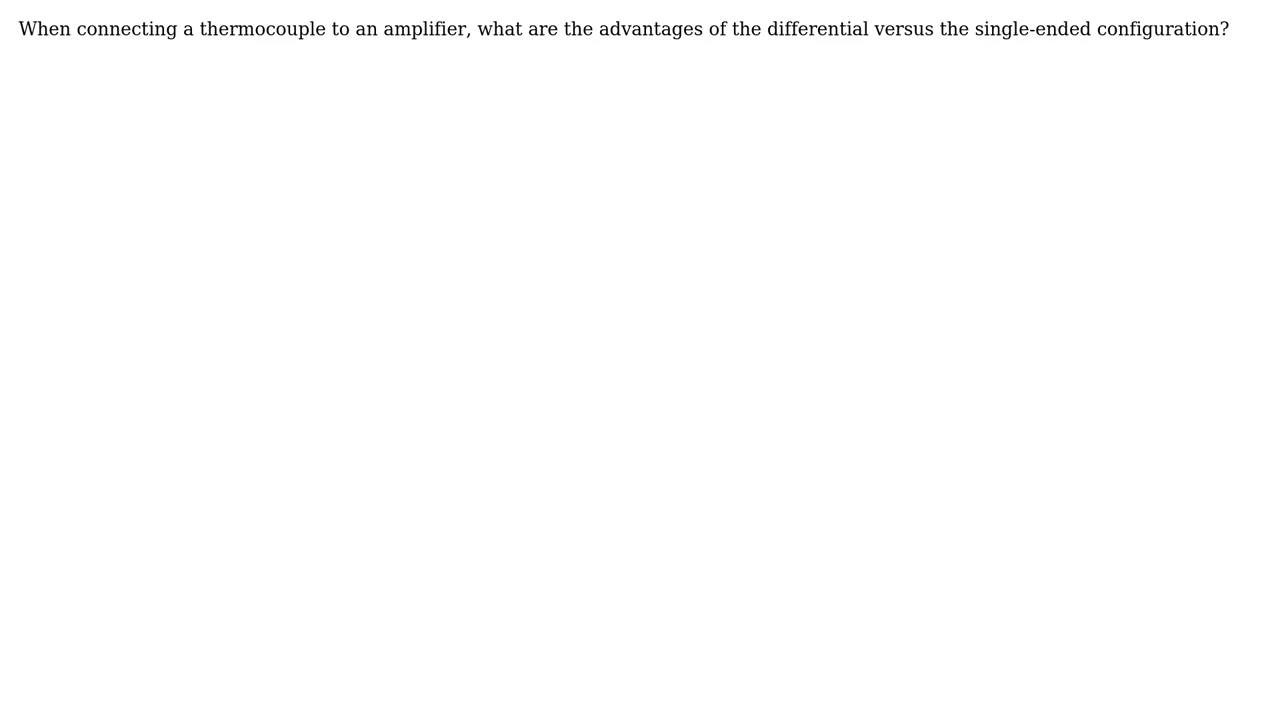 When connecting a thermocouple to an amplifier, what are the advantages of the differential versus the single-ended configuration?